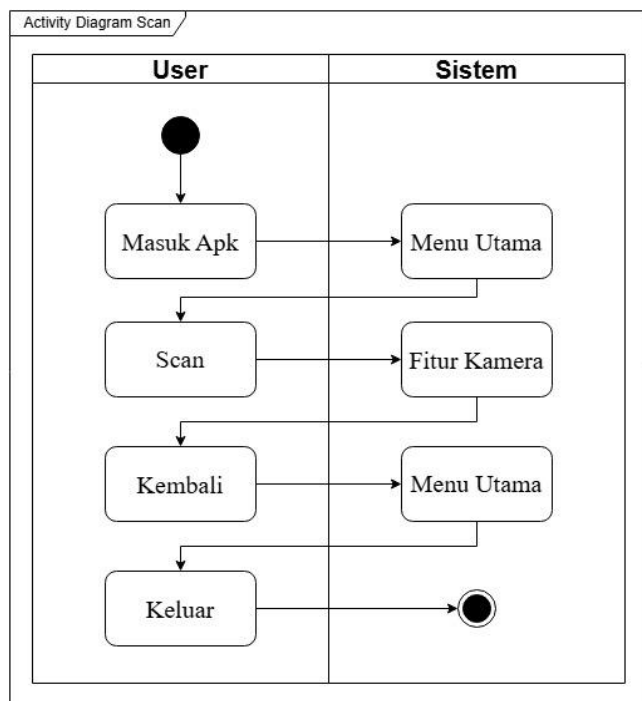 Activity Diagram Scan
User
Sistem
Masuk Apk
Menu Utama
Scan
Fitur Kamera
Kembali
Menu Utama
Keluar